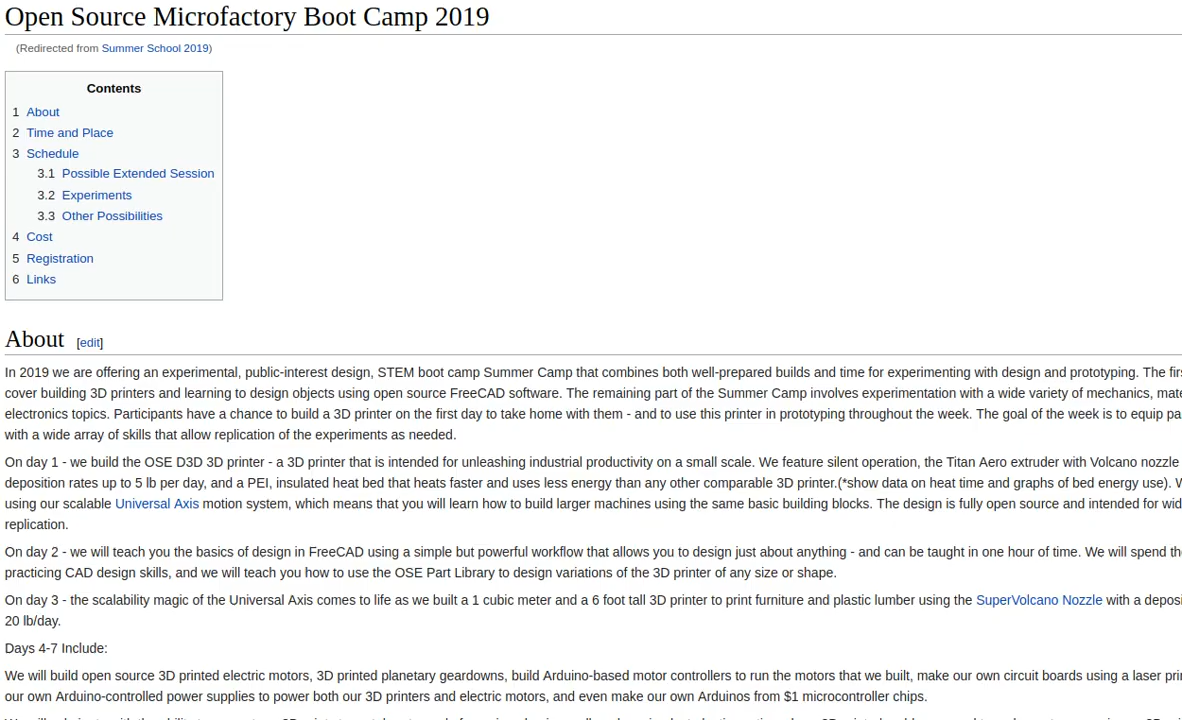 Open Source Microfactory Boot Camp 2019
(Redirected from Summer School 2019)
Contents
1 About
2 Time and Place
3 Schedule
3.1 Possible Extended Session
3.2 Experiments
3.3 Other Possibilities
4 Cost
5 Registration
6 Links
About [edit]
In 2019 we are offering an experimental, public-interest design, STEM boot camp Summer Camp that combines both well-prepared builds and time for experimenting with design and prototyping. The
cover building 3D printers and learning to design objects using open source FreeCAD software. The remaining part of the Summer Camp involves experimentation with a wide variety of mechanics,
electronics topics. Participants have a chance to build a 3D printer on the first day to take home with them - and to use this printer in prototyping throughout the week. The goal of the week is to equip
with a wide array of skills that allow replication of the experiments as needed.
On day 1 - we build the OSE D3D 3D printer - a 3D printer that is intended for unleashing industrial productivity on a small scale. We feature silent operation, the Titan Aero extruder with Volcano nozzle
deposition rates up to 5 lb per day, and a PEI, insulated heat bed that heats faster and uses less energy than any other comparable 3D printer.(*show data on heat time and graphs of bed energy use).
using our scalable Universal Axis motion system, which means that you will learn how to build larger machines using the same basic building blocks. The design is fully open source and intended for
replication.
On day 2 - we will teach you the basics of design in FreeCAD using a simple but powerful workflow that allows you to design just about anything - and can be taught in one hour of time. We will spend
practicing CAD design skills, and we will teach you how to use the OSE Part Library to design variations of the 3D printer of any size or shape.
On day 3 - the scalability magic of the Universal Axis comes to life as we built a 1 cubic meter and a 6 foot tall 3D printer to print furniture and plastic lumber using the SuperVolcano Nozzle with a
20 lb/day.
Days 4-7 Include:
We will build open source 3D printed electric motors, 3D printed planetary geardowns, build Arduino-based motor controllers to run the motors that we built, make our own circuit boards using a laser
our own Arduino-controlled power supplies to power both our 3D printers and electric motors, and even make our own Arduinos from $1 microcontroller chips.